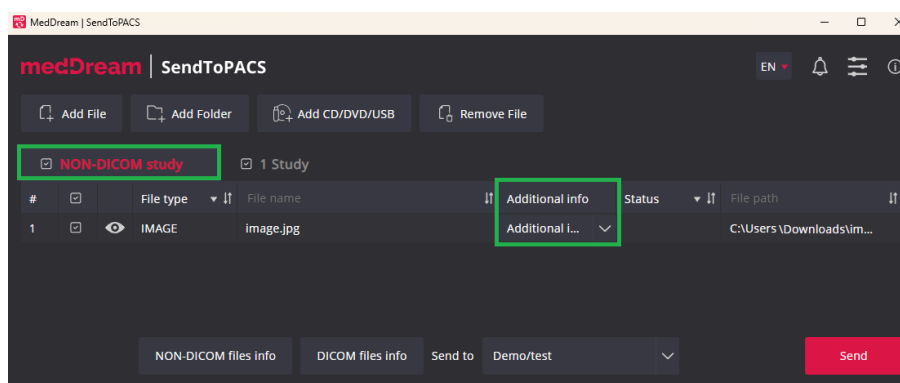 MedDream | SendToPACS
medDream | SendToPACS
EN
Add File Add Folder Add CD/DVD/USB Remove File
NON-DICOM study 1 Study
# File type File name Additional info Status File path
1 IMAGE image.jpg Additional i... C:\Users\Downloads\im...
NON-DICOM files info DICOM files info Send to Demo/test Send